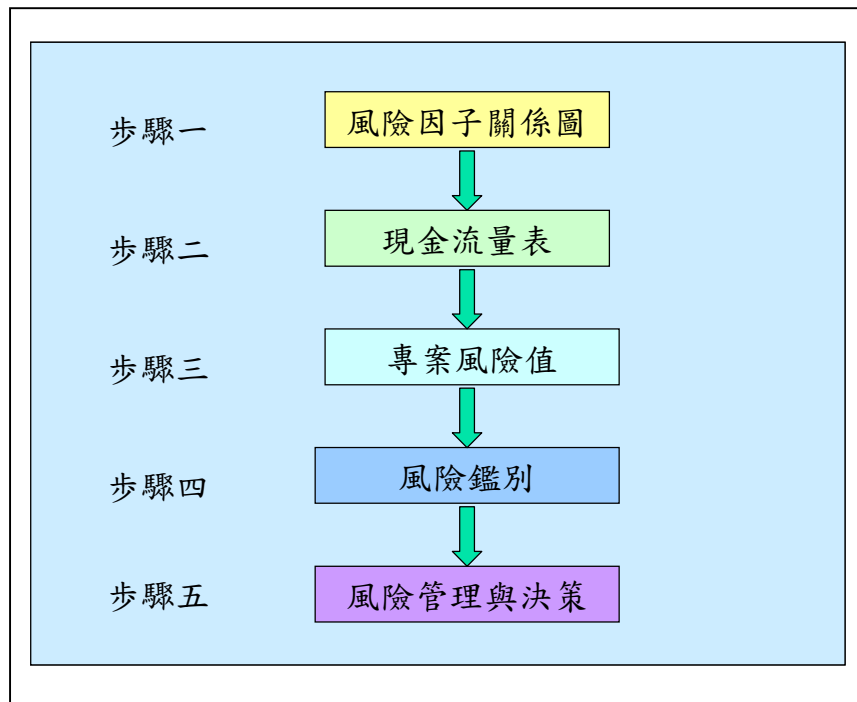 步驟一
風險因子關係圖
步驟二
現金流量表
步驟三
專案風險值
步驟四
風險鑑別
步驟五
風險管理與決策